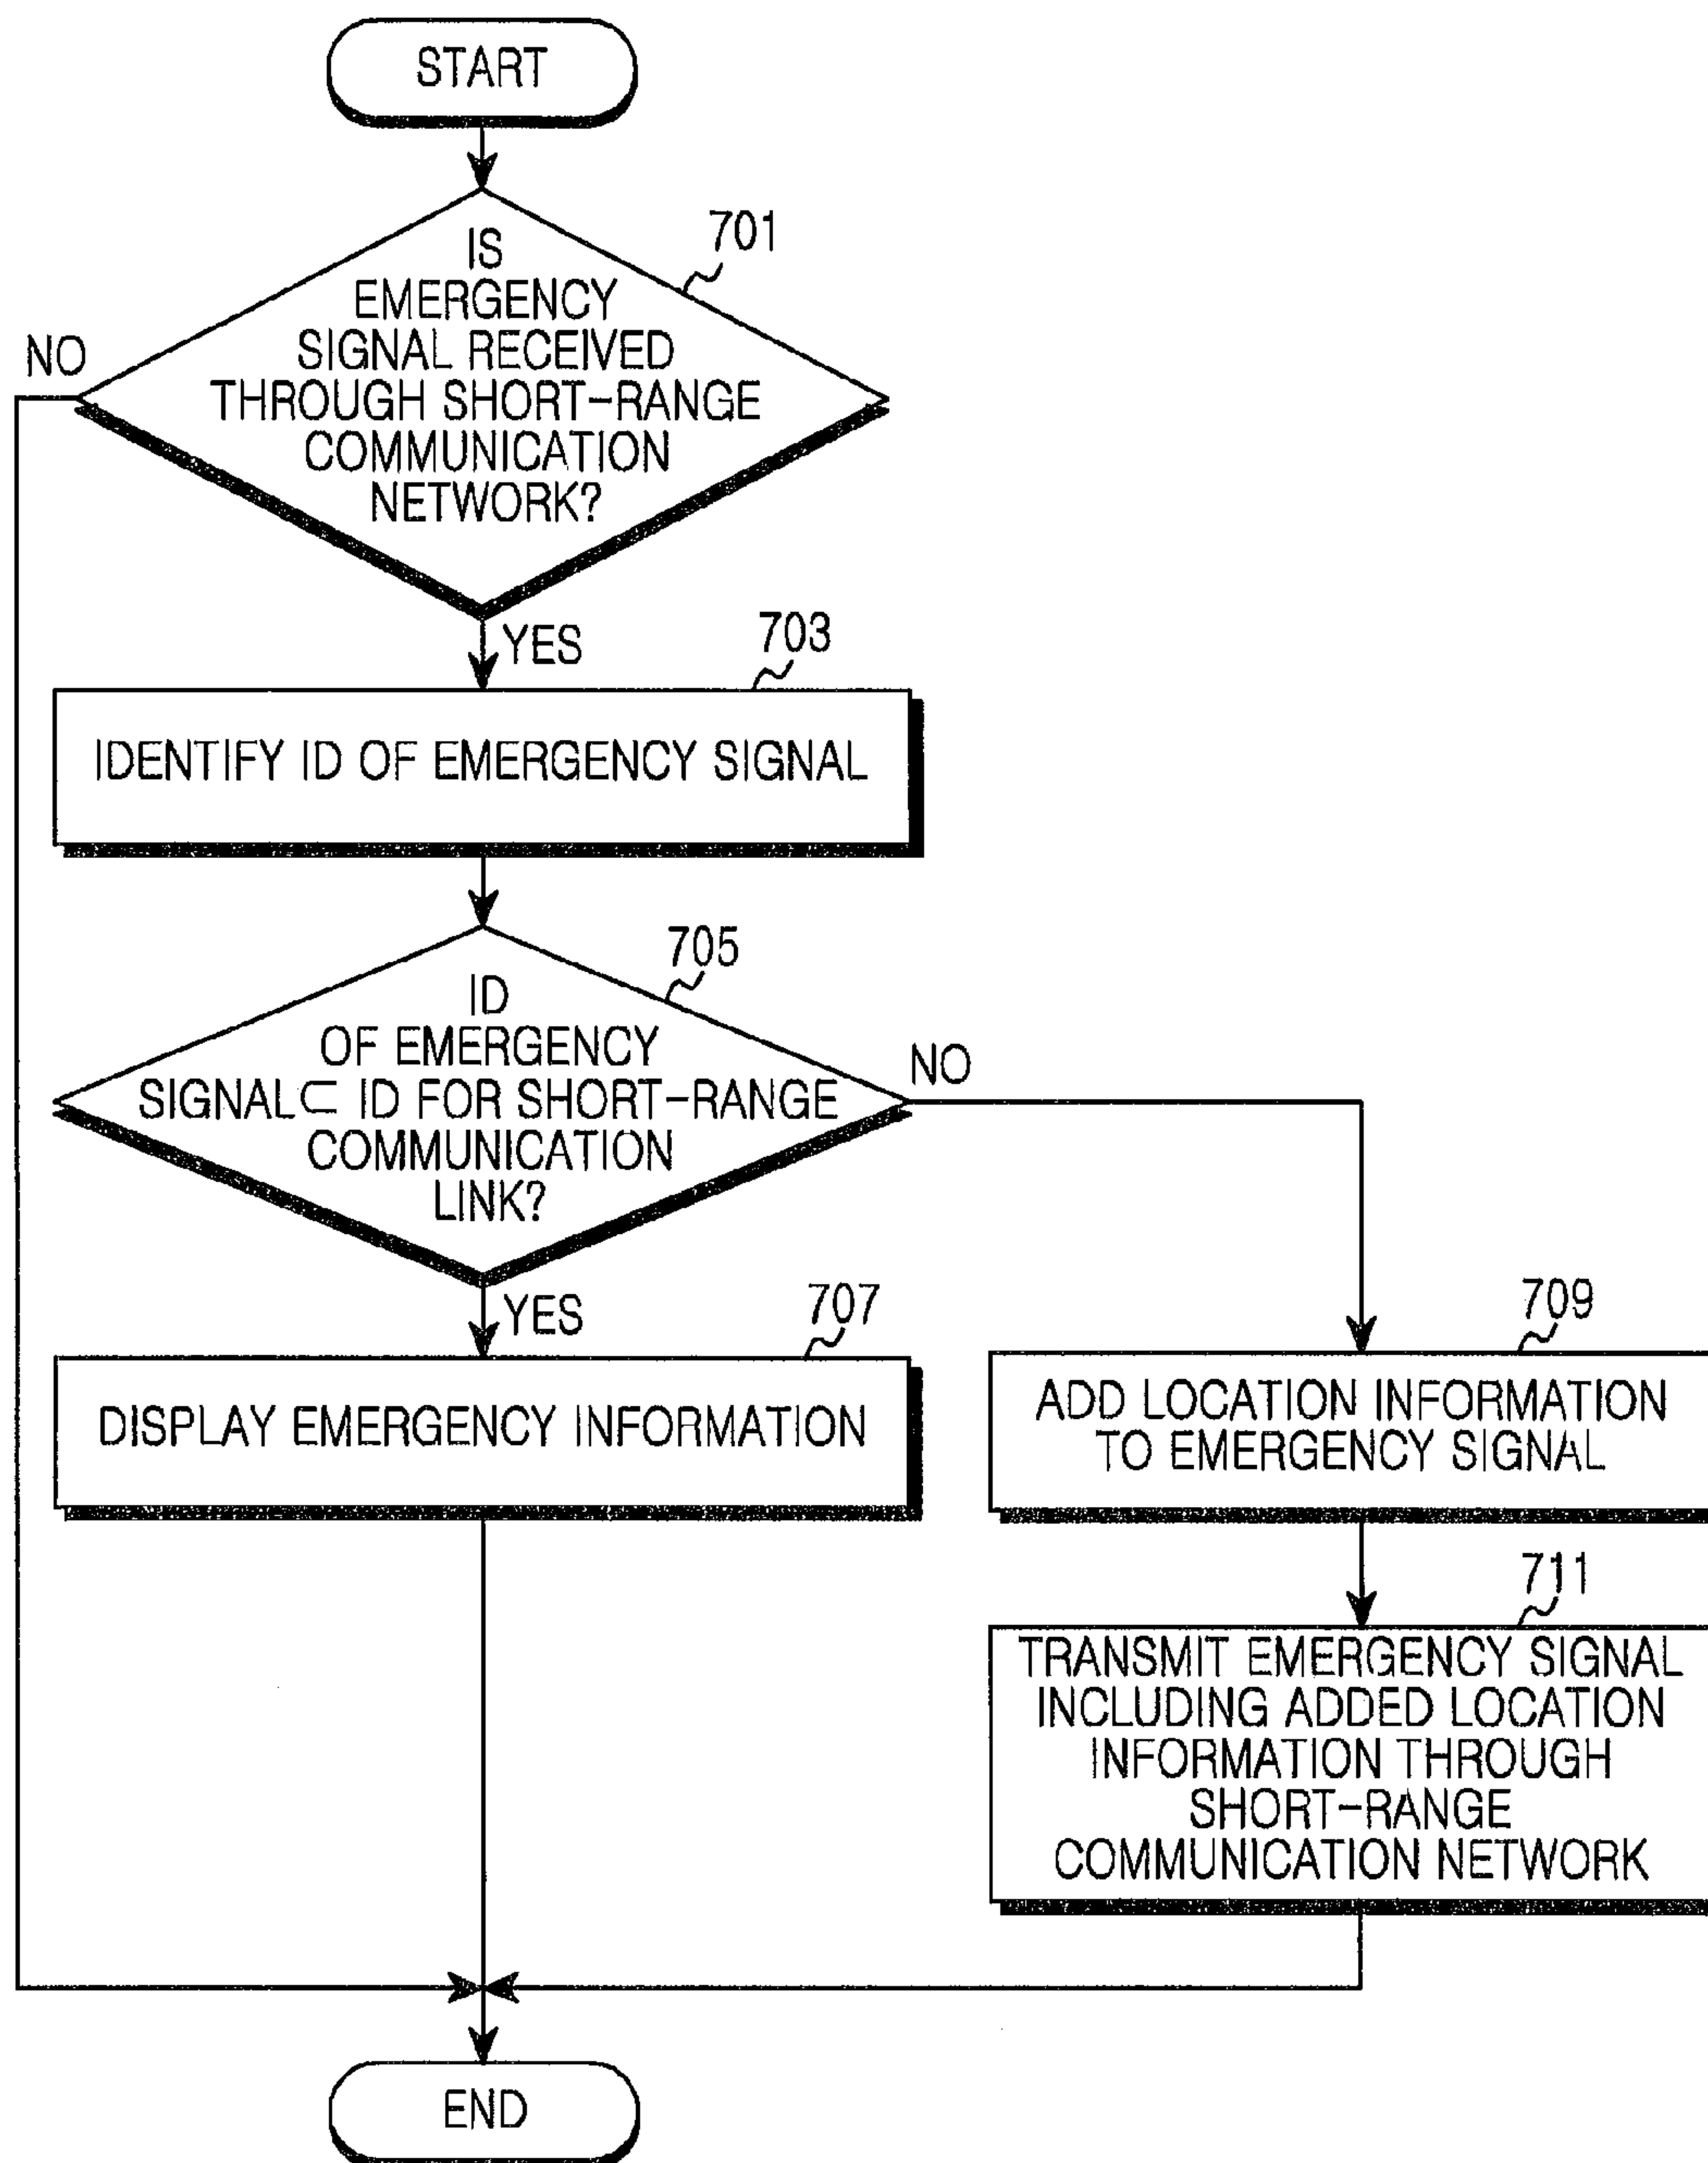 START
701
IS
EMERGENCY
SIGNAL RECEIVED
THROUGH SHORT-RANGE
COMMUNICATION
NETWORK?
NO
YES
703
IDENTIFY ID OF EMERGENCY SIGNAL
705
ID
OF EMERGENCY
SIGNAL⊂ ID FOR SHORT-RANGE
COMMUNICATION
LINK?
NO
YES
707
DISPLAY EMERGENCY INFORMATION
709
ADD LOCATION INFORMATION
TO EMERGENCY SIGNAL
711
TRANSMIT EMERGENCY SIGNAL
INCLUDING ADDED LOCATION
INFORMATION THROUGH
SHORT-RANGE
COMMUNICATION NETWORK
END